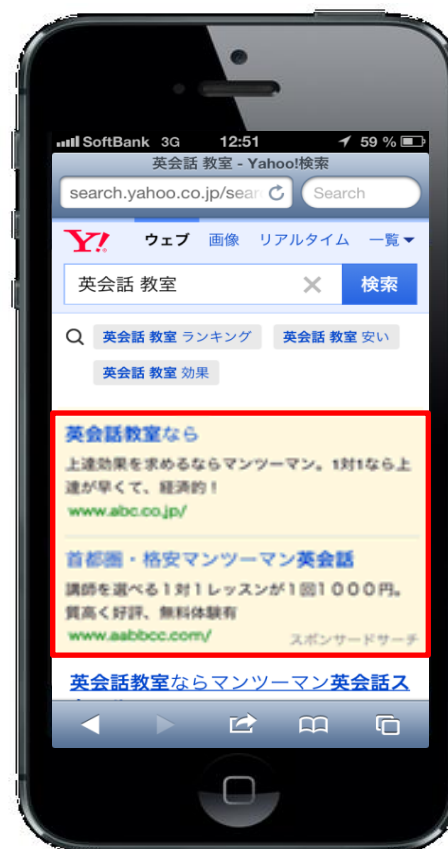 SoftBank 3G 12:51 59 %
英会話 教室 - Yahoo!検索
search.yahoo.co.jp/sear Search
Y! ウェブ 画像 リアルタイム 一覧▼
英会話 教室 × 検索
英会話 教室 ランキング 英会話 教室 安い
英会話 教室 効果
英会話教室なら
上達効果を求めるならマンツーマン。1対1なら上
達が早くて、経済的！
www.abc.co.jp/
首都圏・格安マンツーマン英会話
講師を選べる1対1レッスンが1回1000円。
質高く好評、無料体験有
www.aabbcc.com/ スポンサードサーチ
英会話教室ならマンツーマン英会話ス